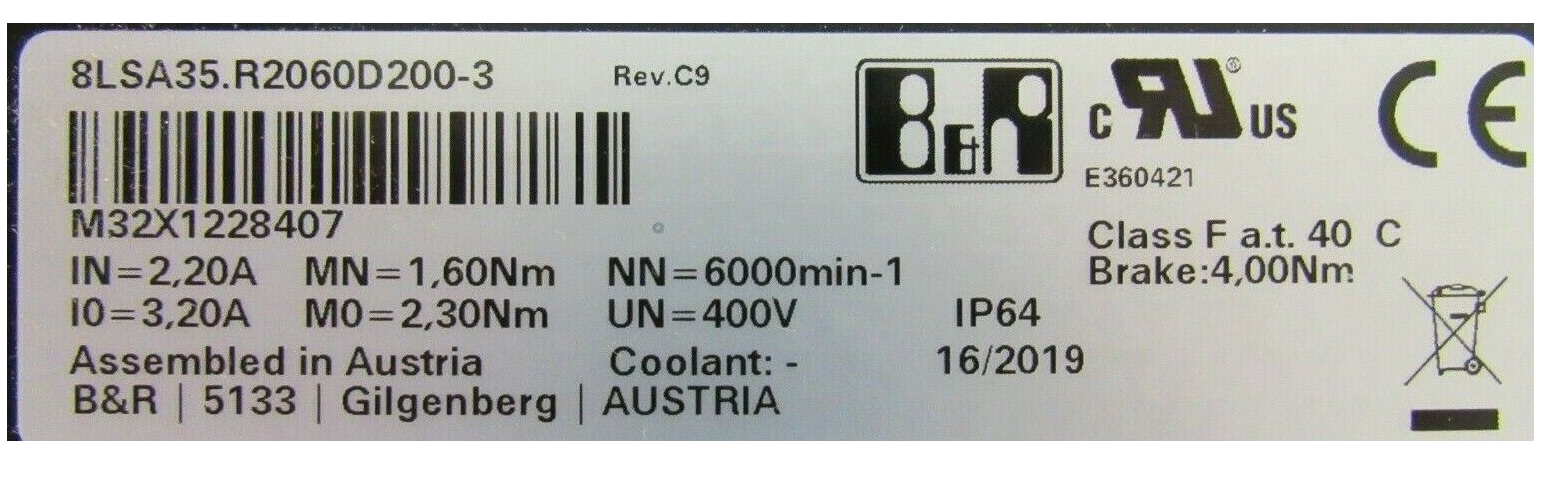 8LSA35.R2060D200-3 Rev.C9
B&R
C UR ® US
CE
E360421
M32X1228407
Class F a.t. 40 C
IN=2,20A MN=1,60Nm NN=6000min-1
Brake:4,00Nm
I0=3,20A M0=2,30Nm UN=400V IP64
Assembled in Austria Coolant: - 16/2019
B&R | 5133 | Gilgenberg | AUSTRIA